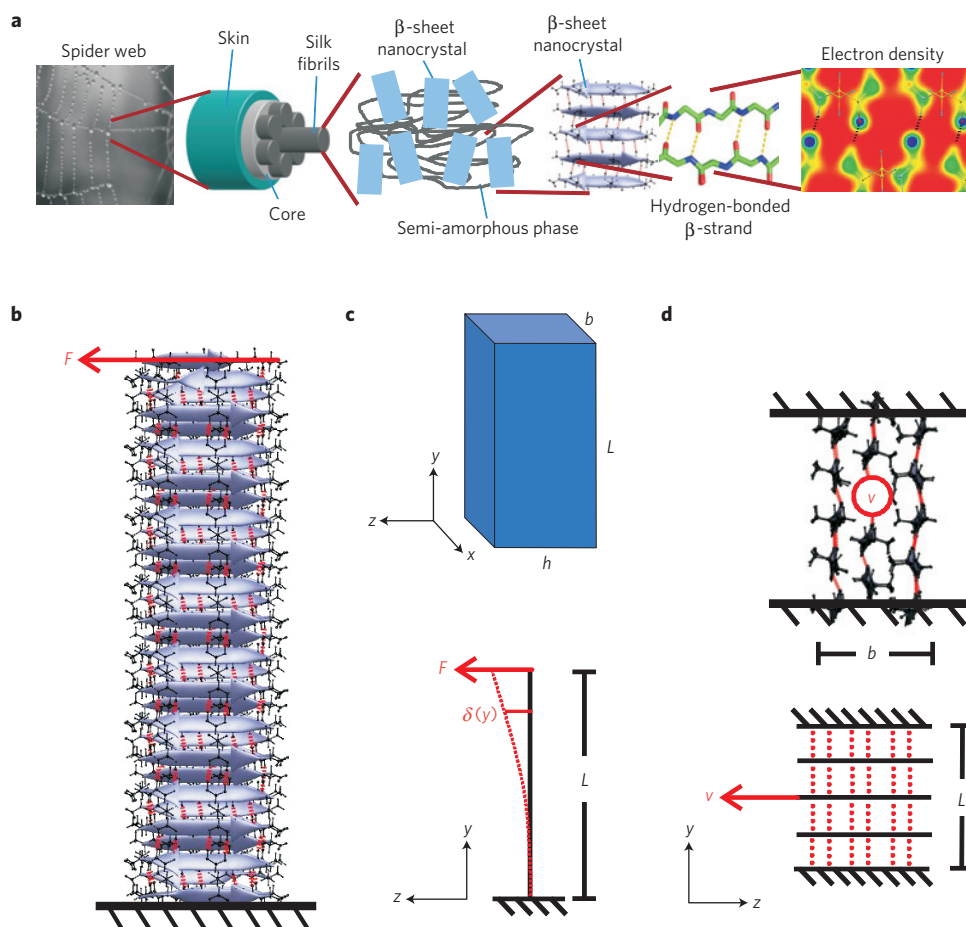 a
Spider web
Skin
Silk
fibrils
β-sheet
nanocrystal
β-sheet
nanocrystal
Electron density
Core
Semi-amorphous phase
Hydrogen-bonded
β-strand
b
F
c
b
L
h
y
z
x
F
δ(y)
L
y
z
d
v
b
v
L
y
z